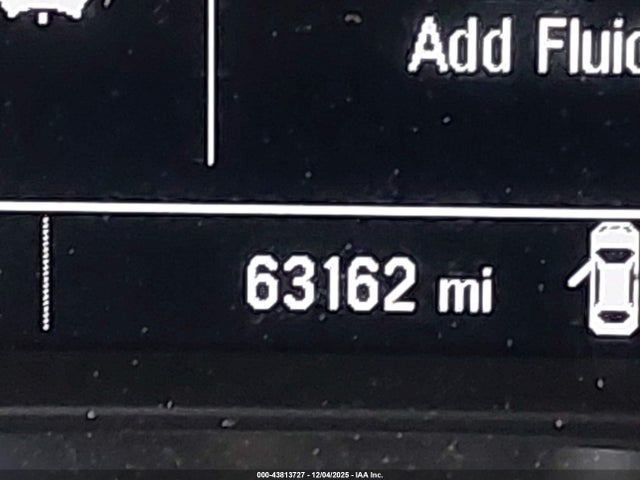 Add Fluid
63162 mi
000-43813727 - 12/04/2025 - IAA Inc.